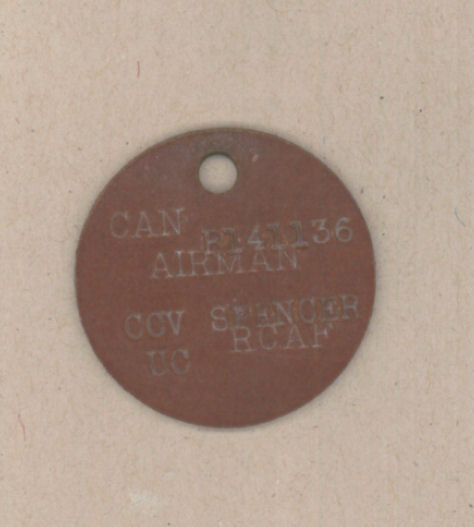 CAN R141136
AIRMAN
CCV SPENCER
UC RCAF